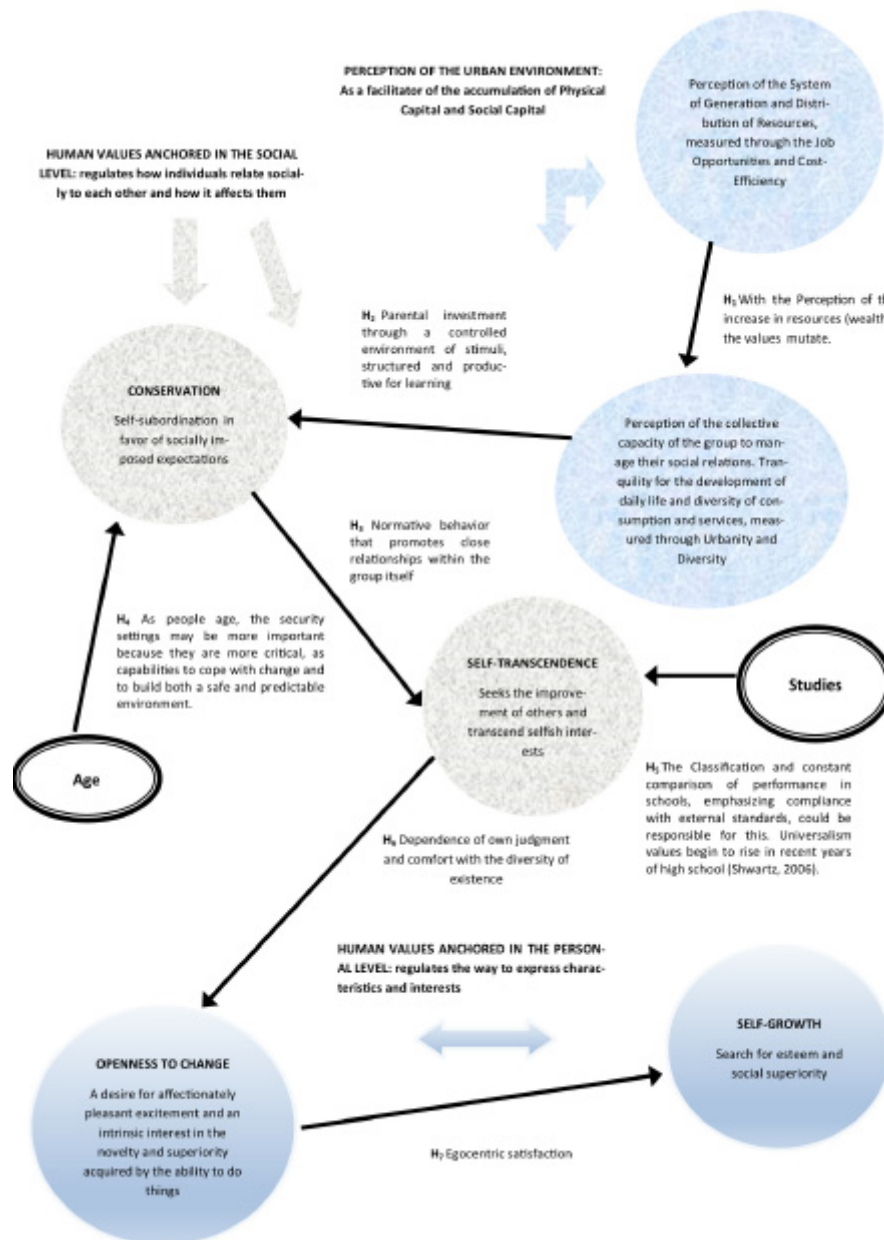 PERCEPTION OF THE URBAN ENVIRONMENT:
As a facilitator of the accumulation of Physical
Capital and Social Capital
Perception of the System
of Generation and Distri-
bution of Resources,
measured through the Job
Opportunities and Cost-
Efficiency
HUMAN VALUES ANCHORED IN THE SOCIAL
LEVEL: regulates how individuals relate social-
ly to each other and how it affects them
H1 With the Perception of th
increase in resources (wealth
the values mutate.
H2 Parental investment
through a controlled
environment of stimuli,
structured and produc-
tive for learning
CONSERVATION
Self-subordination in
favor of socially im-
posed expectations
Perception of the collective
capacity of the group to man-
age their social relations. Tran-
quility for the development of
daily life and diversity of con-
sumption and services, meas-
ured through Urbanity and
Diversity
H3 Normative behavior
that promotes close
relationships within the
group itself
H4 As people age, the security
settings may be more important
because they are more critical, as
capabilities to cope with change and
to build both a safe and predictable
environment.
SELF-TRANSCENDENCE
Seeks the improve-
ment of others and
transcend selfish inter-
ests
Studies
Age
H5 The Classification and constant
comparison of performance in
schools, emphasizing compliance
with external standards, could be
responsible for this. Universalism
values begin to rise in recent years
of high school (Shwartz, 2006).
H6 Dependence of own judgment
and comfort with the diversity of
existence
HUMAN VALUES ANCHORED IN THE PERSON-
AL LEVEL: regulates the way to express charac-
teristics and interests
OPENNESS TO CHANGE
A desire for affectionately
pleasant excitement and an
intrinsic interest in the
novelty and superiority
acquired by the ability to do
things
SELF-GROWTH
Search for esteem and
social superiority
H7 Egocentric satisfaction